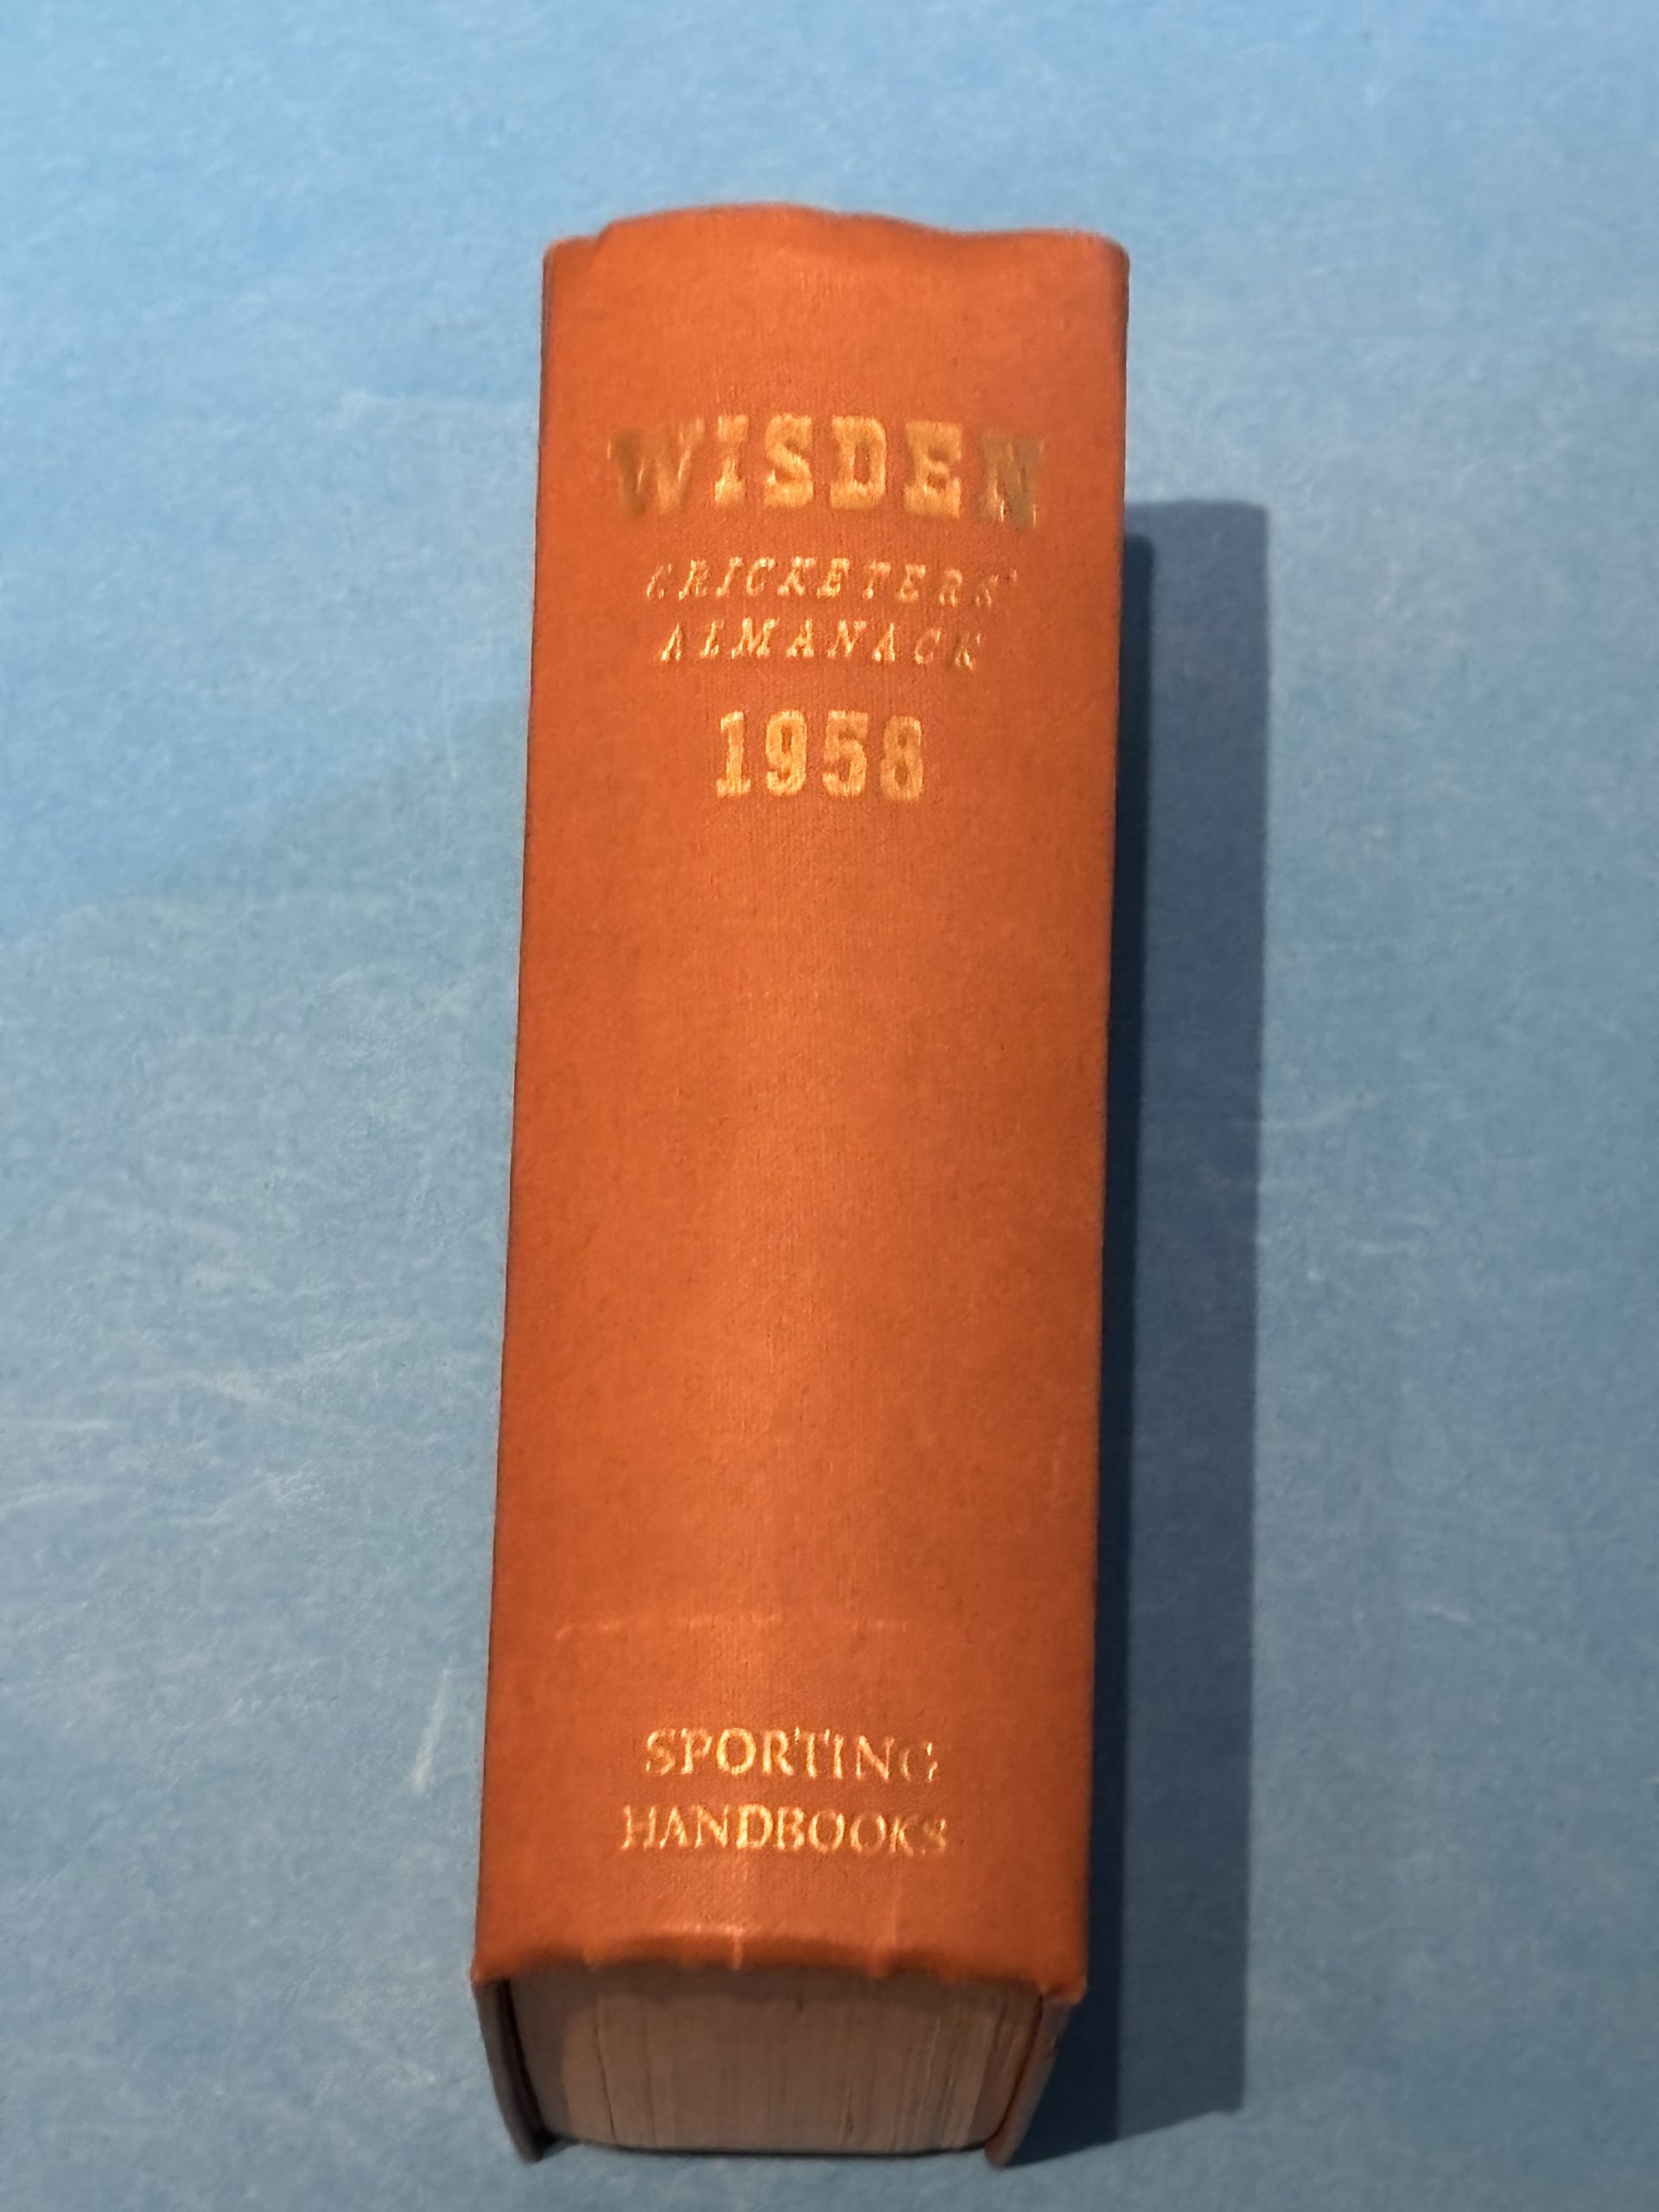 WISDEN
CRICKETERS'
ALMANACK
1958
SPORTING
HANDBOOKS